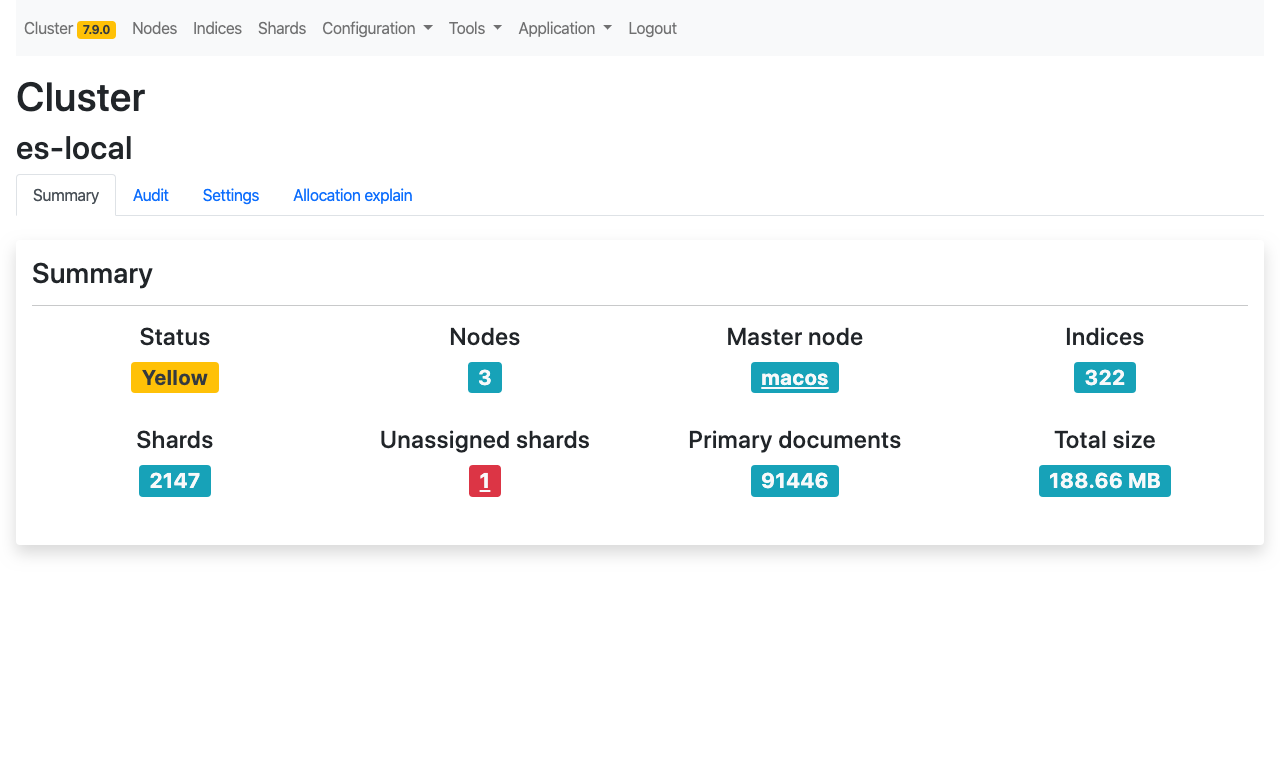 Cluster 7.9.0 Nodes Indices Shards Configuration Tools Application Logout
Cluster
es-local
Summary Audit Settings Allocation explain
Summary
Status Nodes Master node Indices
Yellow 3 macos 322
Shards Unassigned shards Primary documents Total size
2147 1 91446 188.66 MB